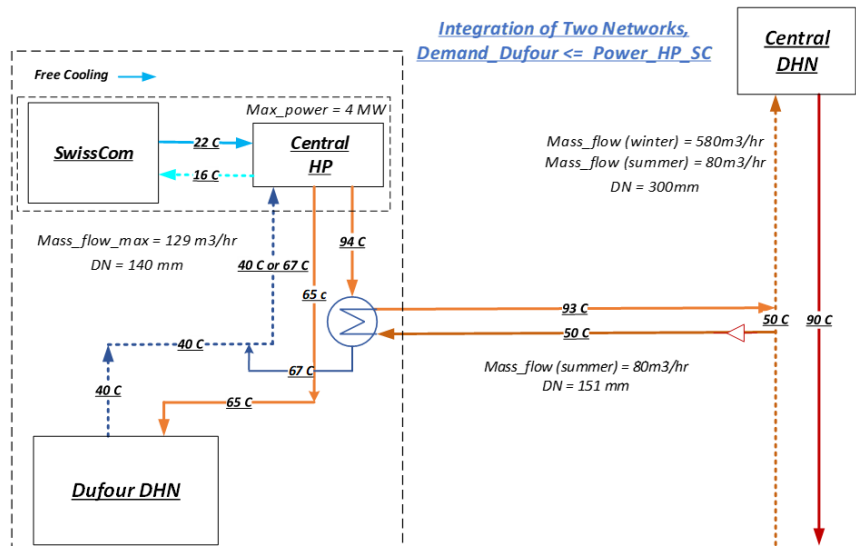 Integration of Two Networks,
Demand_Dufour <= Power_HP_SC
Central
DHN
Free Cooling
Max_power = 4 MW
SwissCom
22 C
Central
HP
16 C
Mass_flow (winter) = 580m3/hr
Mass_flow (summer) = 80m3/hr
DN = 300mm
Mass_flow_max = 129 m3/hr
DN = 140 mm
94 C
40 C or 67 C
65 c
93 C
50 C
50 C
90 C
40 C
67 C
Mass_flow (summer) = 80m3/hr
DN = 151 mm
40 C
65 C
Dufour DHN